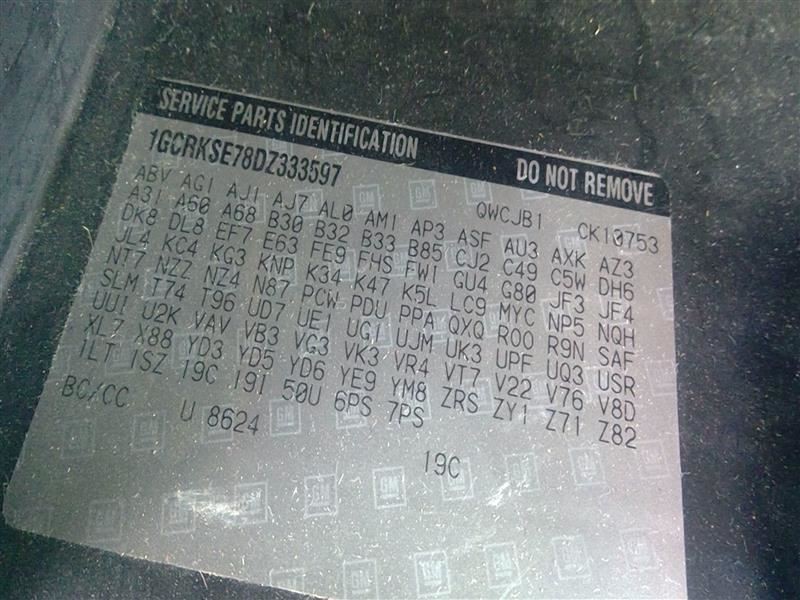 SERVICE PARTS IDENTIFICATION DO NOT REMOVE
1GCRKSE78DZ333597 QWCJB1 CK10753
ABV AG1 AJ1 AJ7 AL0 AM1 AP3 ASF AU3 AXK AZ3
A31 A60 A68 B30 B32 B33 B85 CJ2 C49 C5W DH6
DK8 DL8 EF7 E63 FE9 FHS FW1 GU4 G80 JF3 JF4
JL4 KC4 KG3 KNP K34 K47 K5L LC9 MYC NP5 NQH
NT7 NZZ NZ4 N87 PCW PDU PPA QXQ R00 R9N SAF
SLM T74 T96 UD7 UE1 UG1 UJM UK3 UPF UQ3 USR
UU1 U2K VAV VB3 VG3 VK3 VR4 VT7 V22 V76 V8D
XL7 X88 YD3 YD5 YD6 YE9 YM8 ZRS ZY1 Z71 Z82
1LT 1SZ 19C 19I 50U 6PS 7PS
BC/CC U 8624 19C